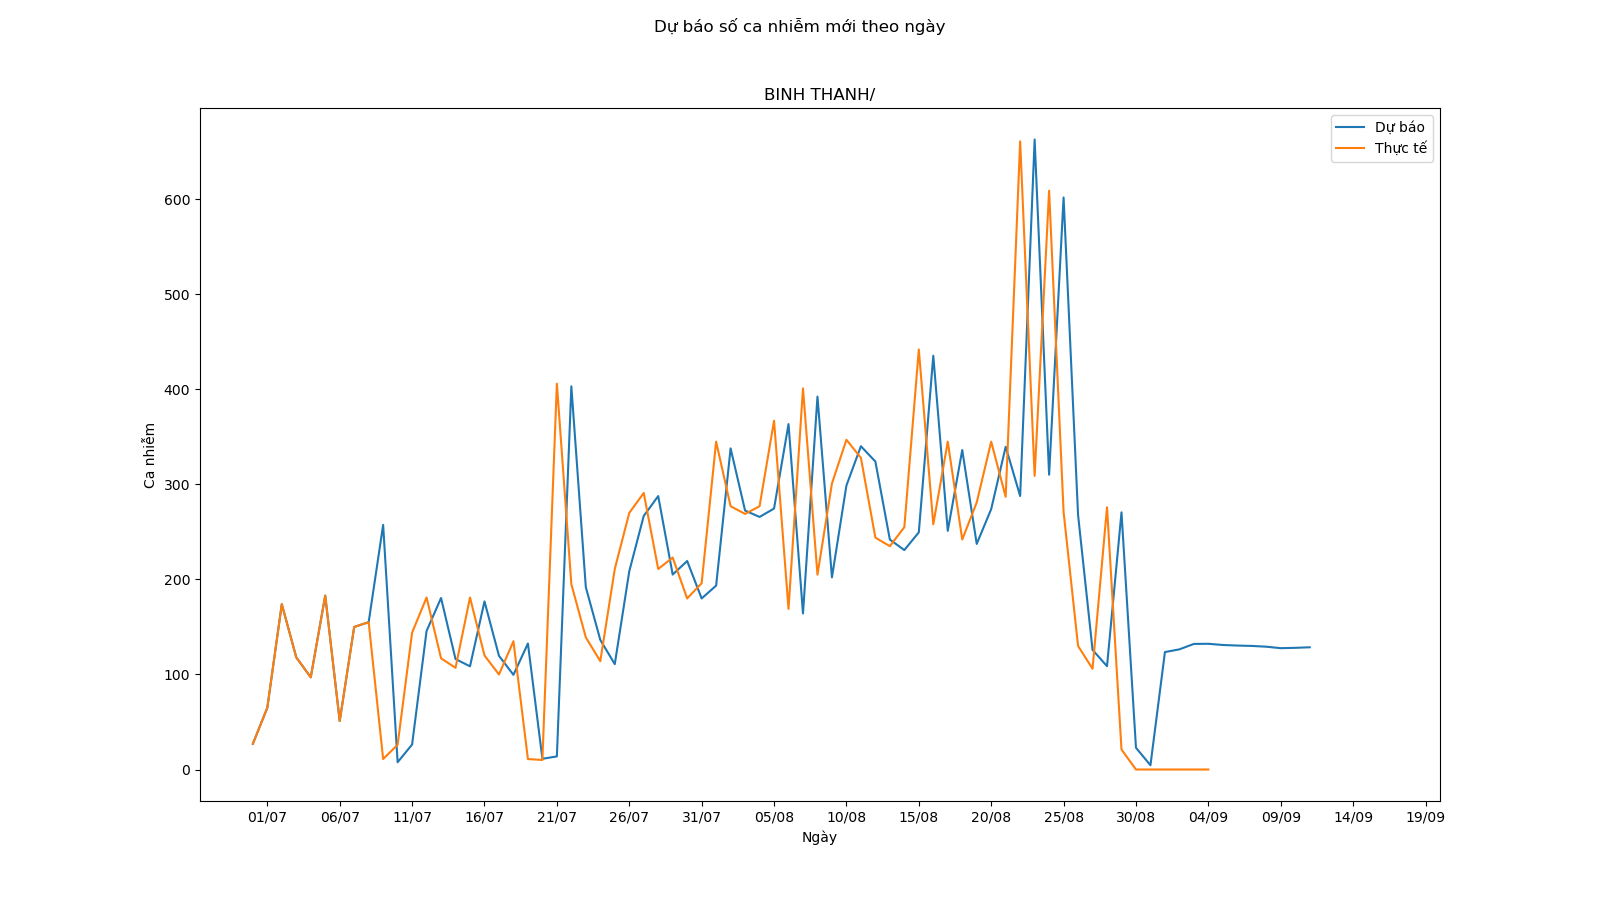 Dự báo số ca nhiễm mới theo ngày
BINH THANH/
Dự báo
Thực tế
600
500
400
300
200
100
0
Ca nhiễm
01/07 06/07 11/07 16/07 21/07 26/07 31/07 05/08 10/08 15/08 20/08 25/08 30/08 04/09 09/09 14/09 19/09
Ngày